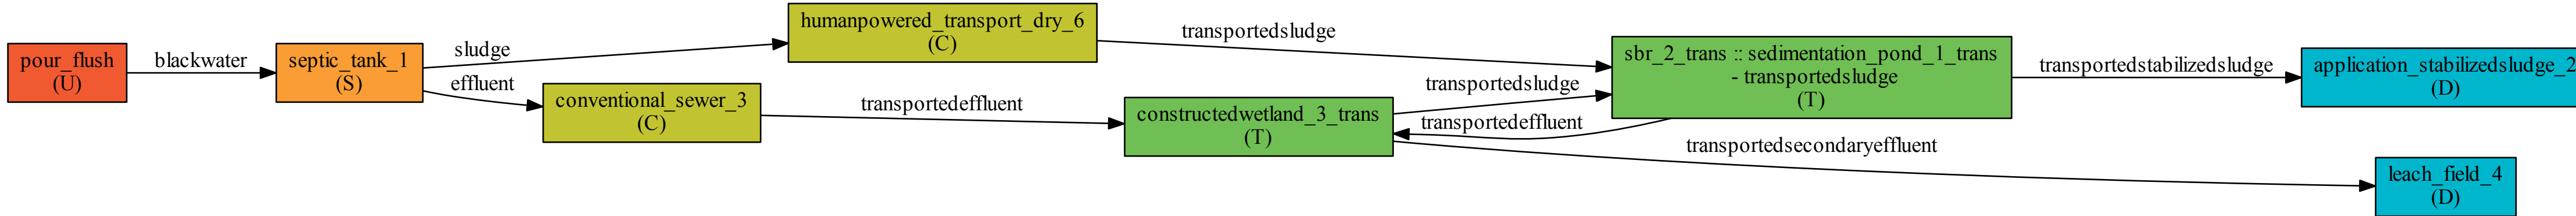 pour_flush
(U)
blackwater
septic_tank_1
(S)
sludge
effluent
humanpowered_transport_dry_6
(C)
conventional_sewer_3
(C)
transportedsludge
transportedeffluent
constructedwetland_3_trans
(T)
transportedsludge
transportedeffluent
sbr_2_trans :: sedimentation_pond_1_trans
- transportedsludge
(T)
transportedstabilizedsludge
transportedsecondaryeffluent
application_stabilizedsludge_2
(D)
leach_field_4
(D)